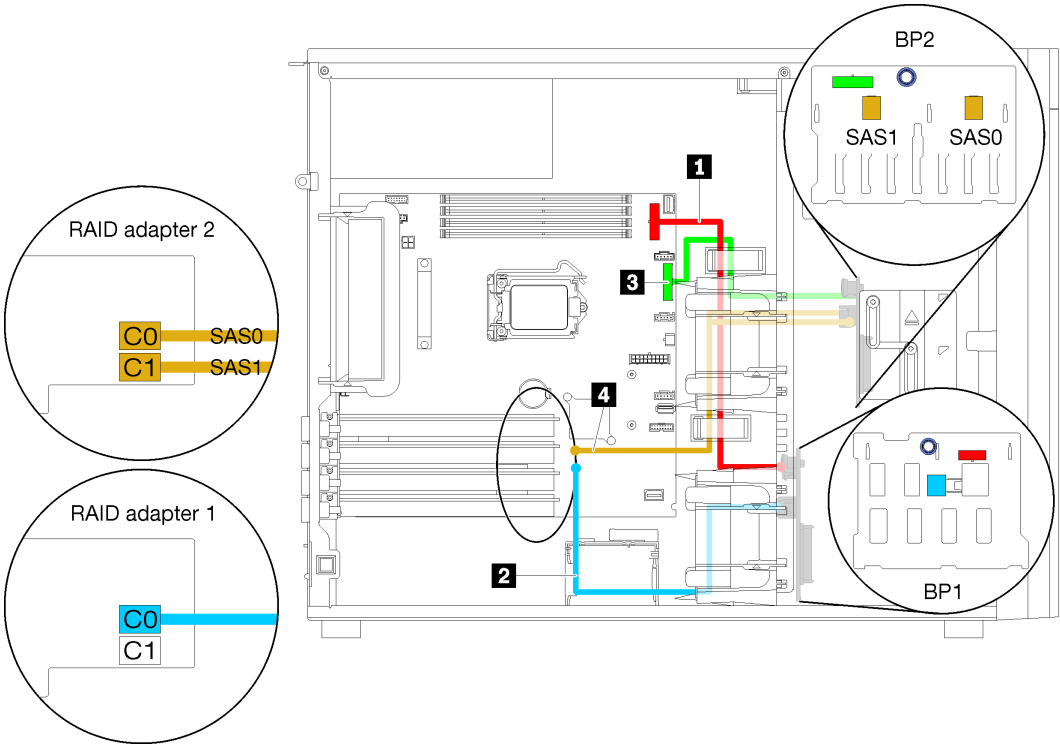 BP2
SAS1 SAS0
1
RAID adapter 2
3
C0 SAS0
C1 SAS1
4
RAID adapter 1
2
BP1
C0
C1